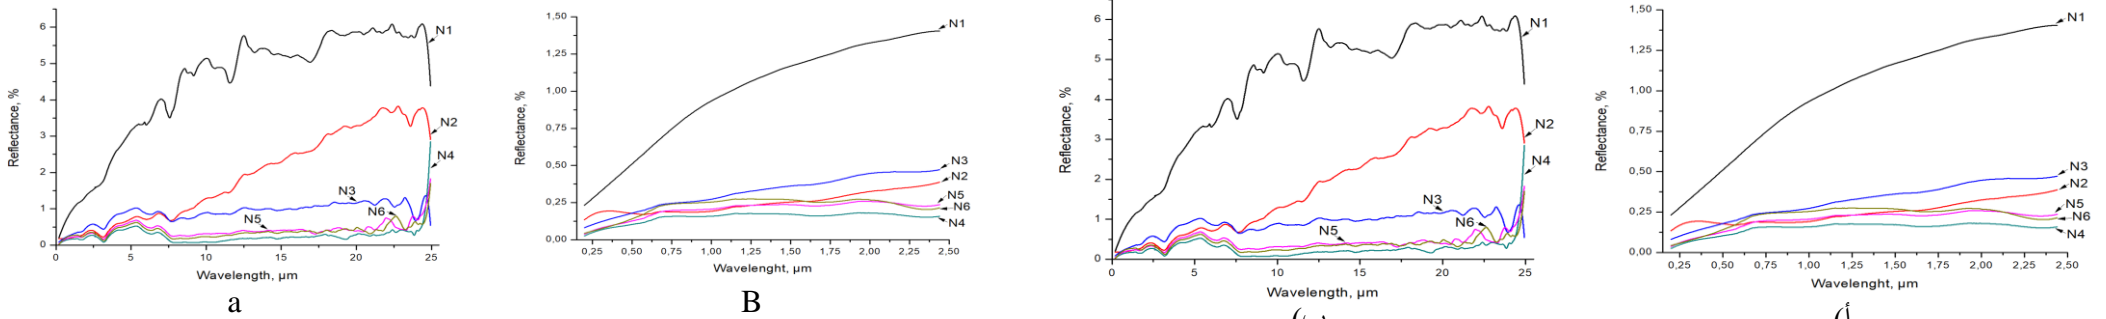 6
5
4
3
2
1
0
Reflectance, %
N1
N2
N4
N3
N5
N6
0
5
10
15
20
25
Wavelength, µm
a
1,50
1,25
1,00
0,75
0,50
0,25
0,00
Reflectance, %
N1
N3
N2
N5
N6
N4
0,25
0,50
0,75
1,00
1,25
1,50
1,75
2,00
2,25
2,50
Wavelenght, µm
B
6
5
4
3
2
1
0
Reflectance, %
N1
N2
N4
N3
N5
N6
0
5
10
15
20
25
Wavelength, µm
1,50
1,25
1,00
0,75
0,50
0,25
0,00
Reflectance, %
N1
N3
N2
N5
N6
N4
0,25
0,50
0,75
1,00
1,25
1,50
1,75
2,00
2,25
2,50
Wavelenght, µm